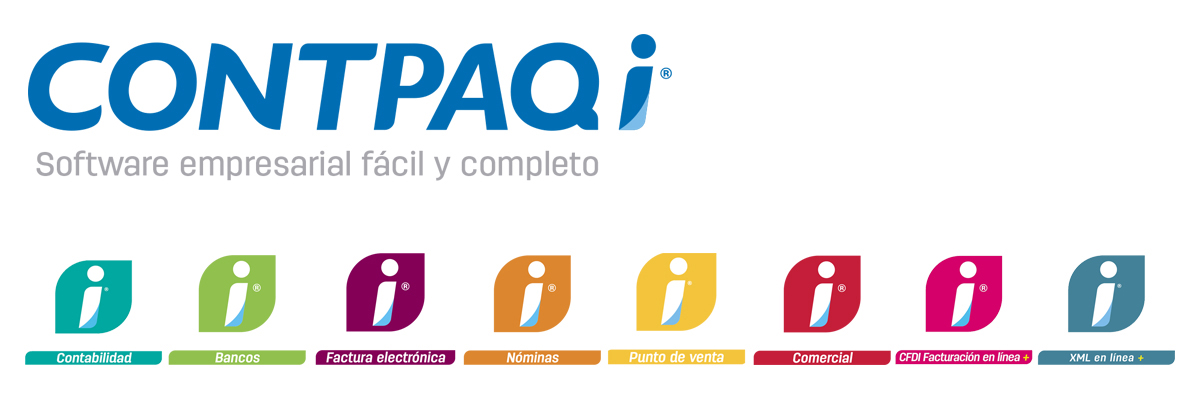 CONTPAQ i®
Software empresarial fácil y completo
i® i® i® i® i® i® i® i®
Contabilidad Bancos Factura electrónica Nóminas Punto de venta Comercial CFDI Facturación en línea + XML en línea +